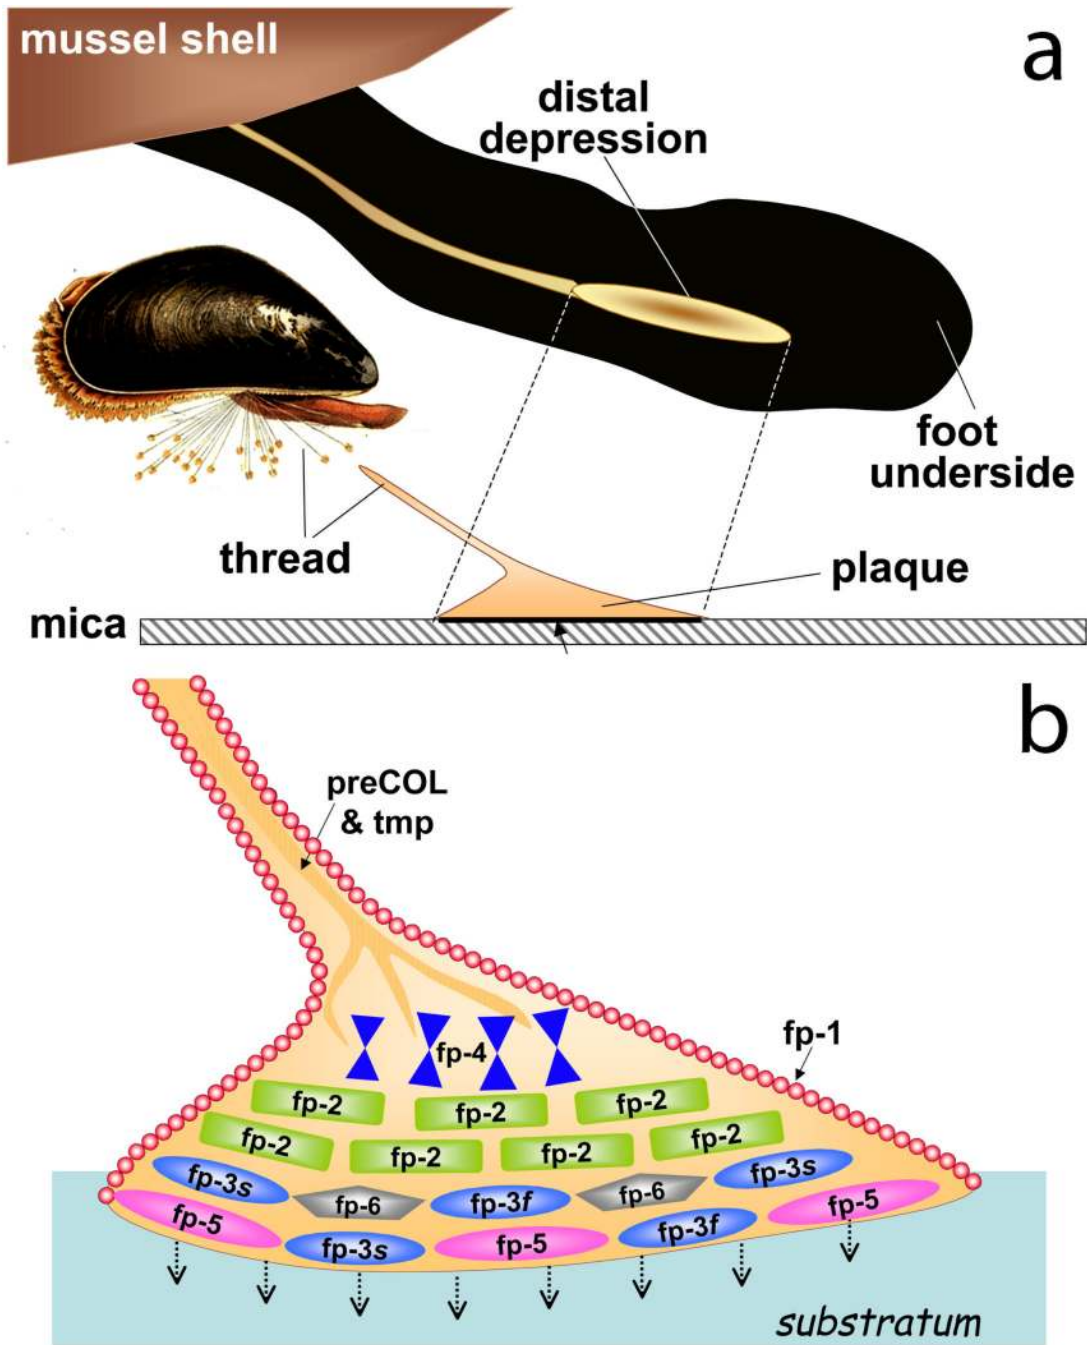 mussel shell
a
distal
depression
foot
underside
thread
plaque
mica
b
preCOL
& tmp
fp-1
fp-4
fp-2
fp-2
fp-2
fp-2
fp-2
fp-2
fp-2
fp-3s
fp-6
fp-3f
fp-6
fp-3s
fp-5
fp-3s
fp-5
fp-3f
fp-5
substratum